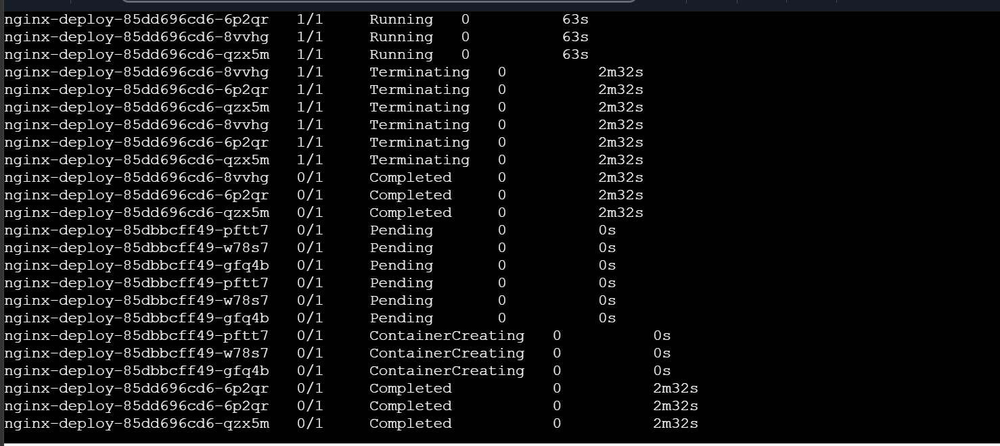 nginx-deploy-85dd696cd6-6p2qr 1/1 Running 0 63s
nginx-deploy-85dd696cd6-8vvhg 1/1 Running 0 63s
nginx-deploy-85dd696cd6-qzx5m 1/1 Running 0 63s
nginx-deploy-85dd696cd6-8vvhg 1/1 Terminating 0 2m32s
nginx-deploy-85dd696cd6-6p2qr 1/1 Terminating 0 2m32s
nginx-deploy-85dd696cd6-qzx5m 1/1 Terminating 0 2m32s
nginx-deploy-85dd696cd6-8vvhg 1/1 Terminating 0 2m32s
nginx-deploy-85dd696cd6-6p2qr 1/1 Terminating 0 2m32s
nginx-deploy-85dd696cd6-qzx5m 1/1 Terminating 0 2m32s
nginx-deploy-85dd696cd6-8vvhg 0/1 Completed 0 2m32s
nginx-deploy-85dd696cd6-6p2qr 0/1 Completed 0 2m32s
nginx-deploy-85dd696cd6-qzx5m 0/1 Completed 0 2m32s
nginx-deploy-85dbbcff49-pftt7 0/1 Pending 0 0s
nginx-deploy-85dbbcff49-w78s7 0/1 Pending 0 0s
nginx-deploy-85dbbcff49-gfq4b 0/1 Pending 0 0s
nginx-deploy-85dbbcff49-pftt7 0/1 Pending 0 0s
nginx-deploy-85dbbcff49-w78s7 0/1 Pending 0 0s
nginx-deploy-85dbbcff49-gfq4b 0/1 Pending 0 0s
nginx-deploy-85dbbcff49-pftt7 0/1 ContainerCreating 0 0s
nginx-deploy-85dbbcff49-w78s7 0/1 ContainerCreating 0 0s
nginx-deploy-85dbbcff49-gfq4b 0/1 ContainerCreating 0 0s
nginx-deploy-85dd696cd6-6p2qr 0/1 Completed 0 2m32s
nginx-deploy-85dd696cd6-6p2qr 0/1 Completed 0 2m32s
nginx-deploy-85dd696cd6-qzx5m 0/1 Completed 0 2m32s